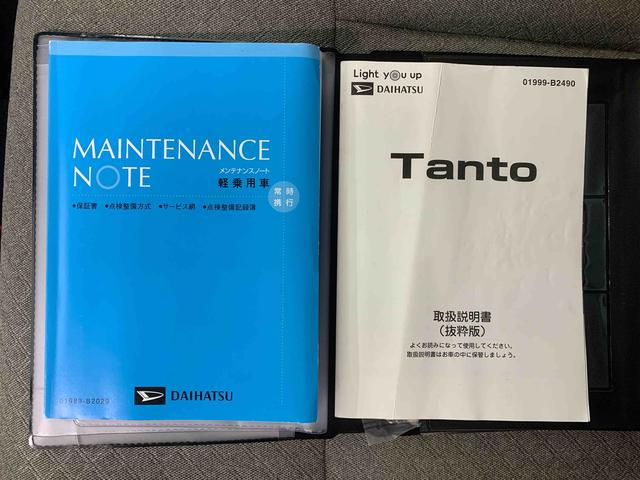 MAINTENANCE
NOTE
メンテナンスノート
軽乗用車
常時
携行
●保証書 ●点検整備方式 ●サービス網 ●点検整備記録簿
01989-B2029
DAIHATSU
Light you up
DAIHATSU
01999-B2490
Tanto
取扱説明書
（抜粋版）
よくお読みになって使用してください。
取扱説明書はお車の中に保管しましょう。